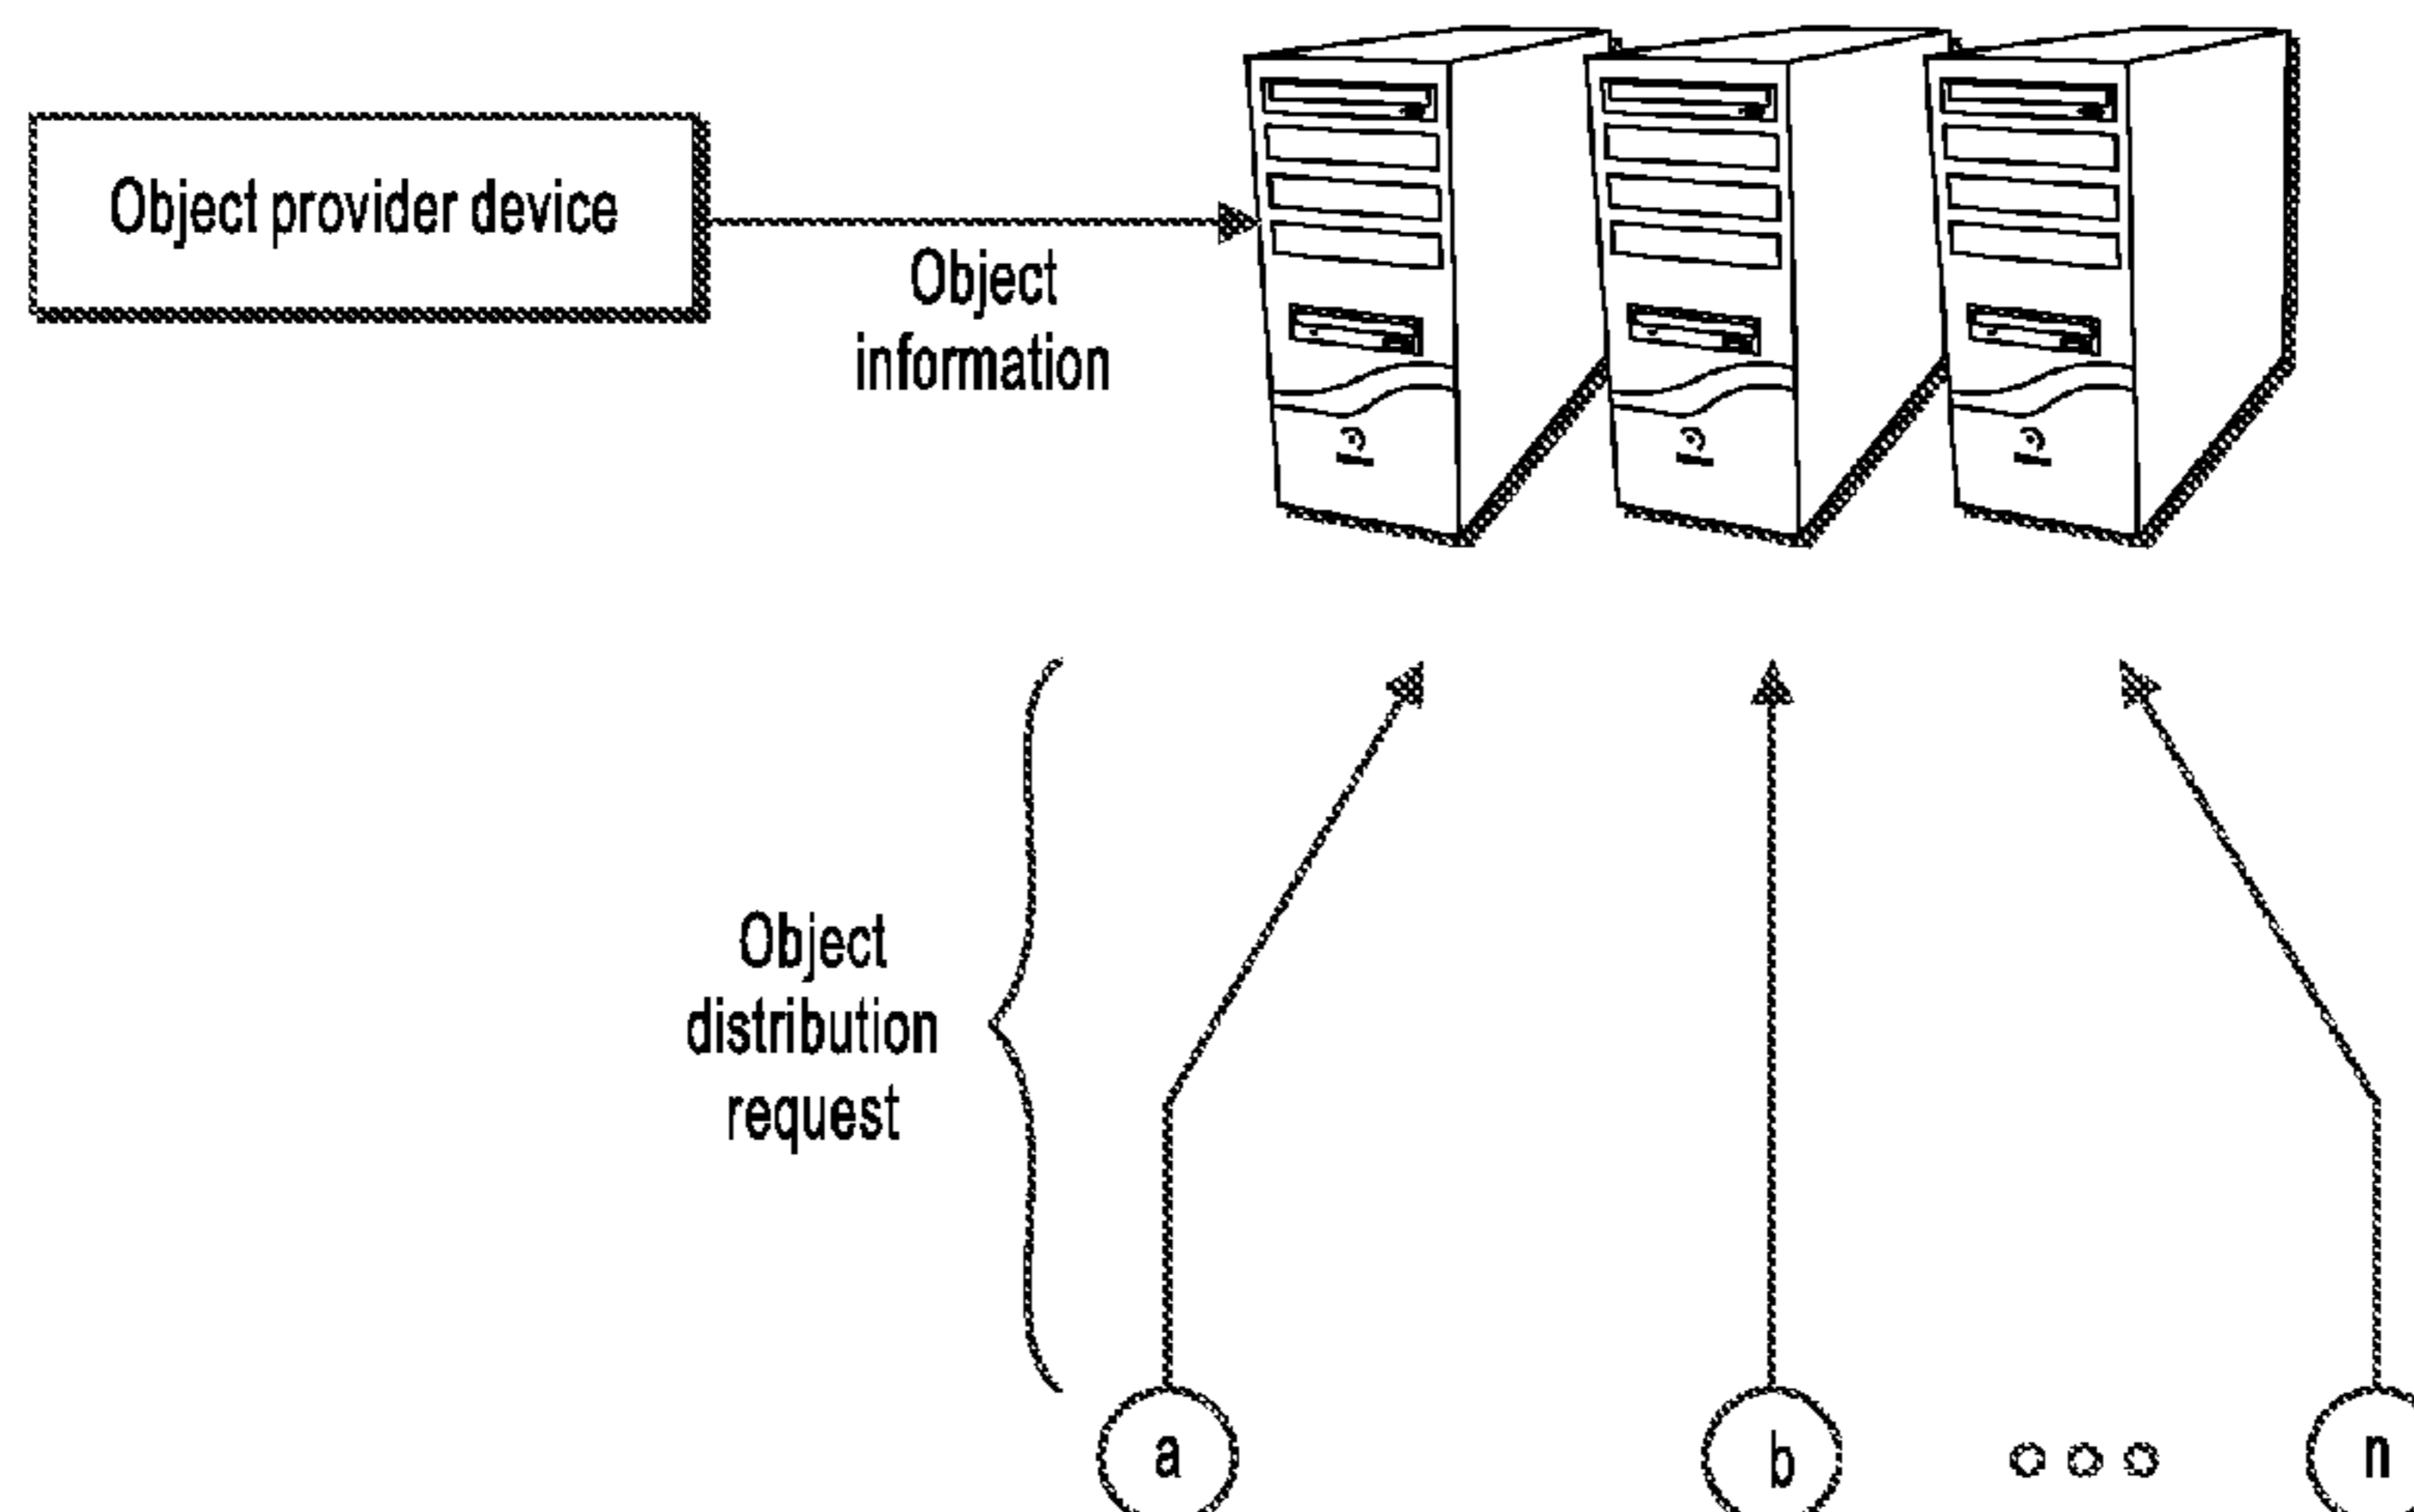 Object provider device
Object
information
Object
distribution
request
a
b
n